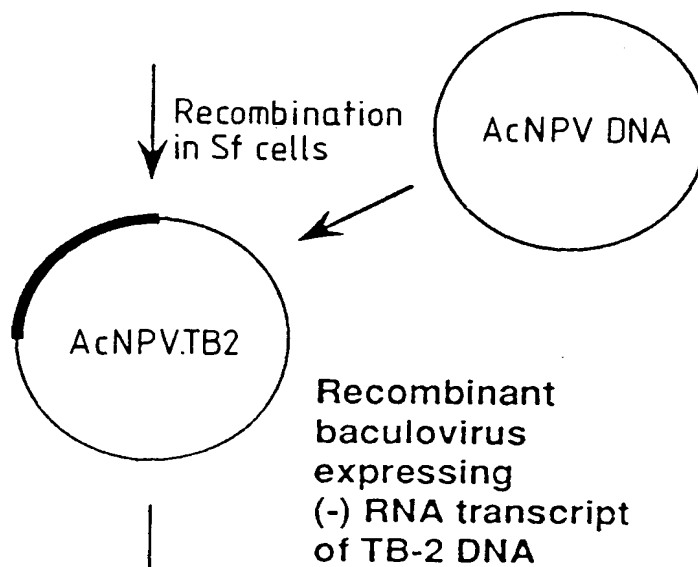 Recombination
in Sf cells
AcNPV DNA
AcNPV.TB2
Recombinant
baculovirus
expressing
(-) RNA transcript
of TB-2 DNA